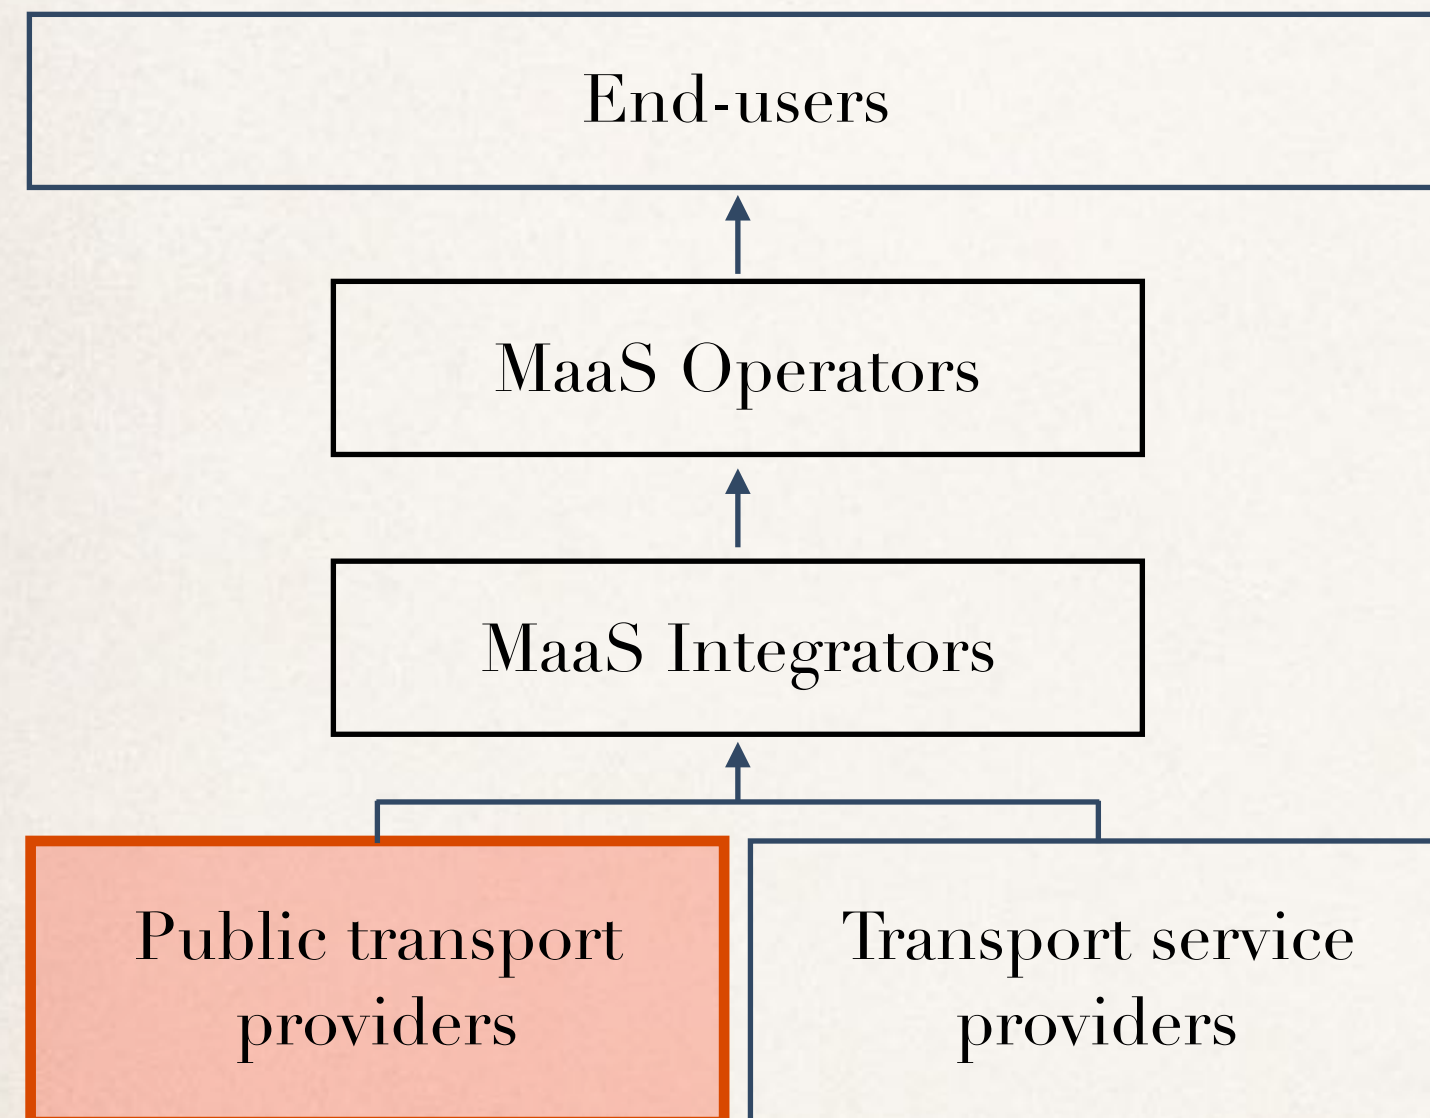 End-users
MaaS Operators
MaaS Integrators
Public transport
providers
Transport service
providers